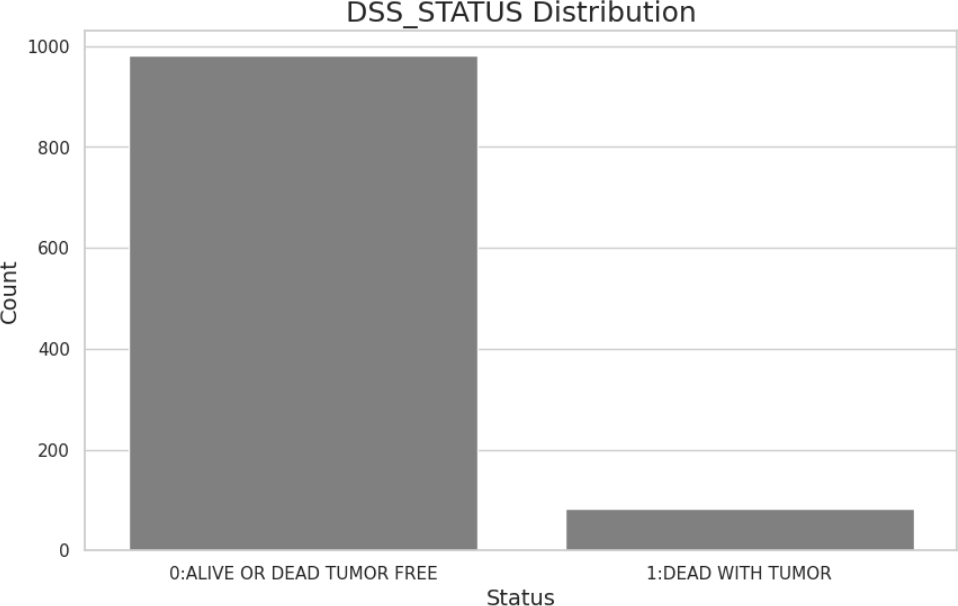 DSS_STATUS Distribution
1000
800
600
400
200
0
Count
0:ALIVE OR DEAD TUMOR FREE
1:DEAD WITH TUMOR
Status